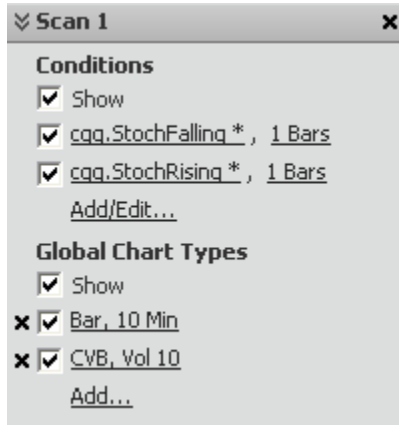 Scan 1
Conditions
Show
cqg.StochFalling * , 1 Bars
cqg.StochRising * , 1 Bars
Add/Edit...
Global Chart Types
Show
Bar, 10 Min
CVB, Vol 10
Add...